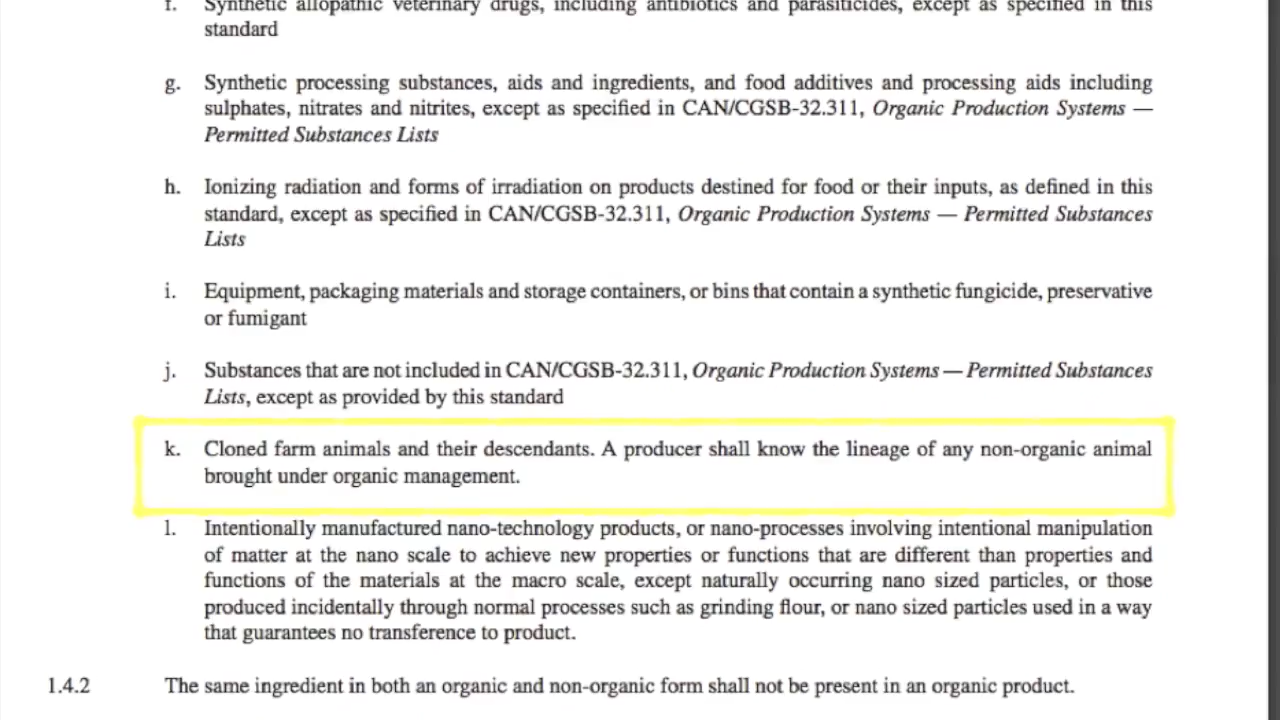 f. Synthetic allopathic veterinary drugs, including antibiotics and parasiticides, except as specified in this
standard
g. Synthetic processing substances, aids and ingredients, and food additives and processing aids including
sulphates, nitrates and nitrites, except as specified in CAN/CGSB-32.311, Organic Production Systems —
Permitted Substances Lists
h. Ionizing radiation and forms of irradiation on products destined for food or their inputs, as defined in this
standard, except as specified in CAN/CGSB-32.311, Organic Production Systems — Permitted Substances
Lists
i. Equipment, packaging materials and storage containers, or bins that contain a synthetic fungicide, preservative
or fumigant
j. Substances that are not included in CAN/CGSB-32.311, Organic Production Systems — Permitted Substances
Lists, except as provided by this standard
k. Cloned farm animals and their descendants. A producer shall know the lineage of any non-organic animal
brought under organic management.
l. Intentionally manufactured nano-technology products, or nano-processes involving intentional manipulation
of matter at the nano scale to achieve new properties or functions that are different than properties and
functions of the materials at the macro scale, except naturally occurring nano sized particles, or those
produced incidentally through normal processes such as grinding flour, or nano sized particles used in a way
that guarantees no transference to product.
1.4.2 The same ingredient in both an organic and non-organic form shall not be present in an organic product.